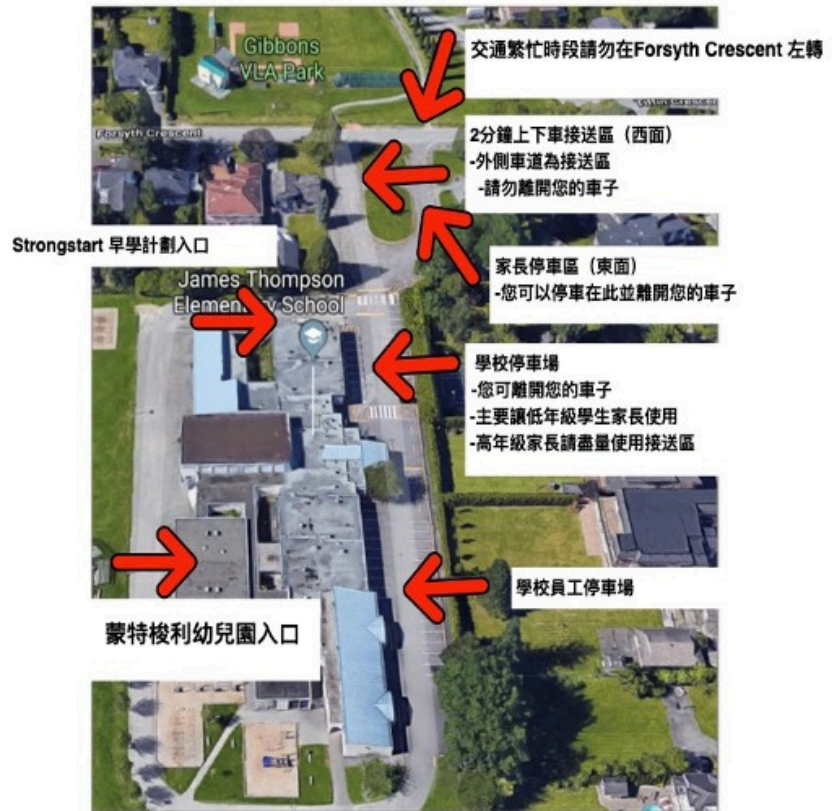 Gibbons
VLA Park
交通繁忙時段請勿在Forsyth Crescent 左轉
Forsyth Crescent
2分鐘上下車接送區（西面）
-外側車道為接送區
-請勿離開您的車子
Strongstart 早學計劃入口
家長停車區（東面）
-您可以停車在此並離開您的車子
James Thompson
Elementary School
學校停車場
-您可離開您的車子
-主要讓低年級學生家長使用
-高年級家長請盡量使用接送區
學校員工停車場
蒙特梭利幼兒園入口